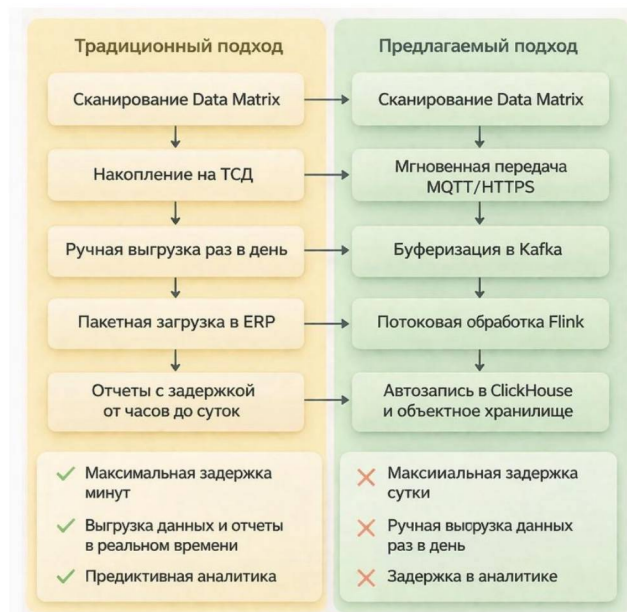 Традиционный подход
Сканирование Data Matrix
Накопление на ТСД
Ручная выгрузка раз в день
Пакетная загрузка в ERP
Отчеты с задержкой
от часов до суток
Максимальная задержка
минут
Выгрузка данных и отчеты
в реальном времени
Предиктивная аналитика
Предлагаемый подход
Сканирование Data Matrix
Мгновенная передача
MQTT/HTTPS
Буферизация в Kafka
Потоковая обработка Flink
Автозапись в ClickHouse
и объектное хранилище
Максииальная задержка
сутки
Ручная выгрузка данных
раз в день
Задержка в аналитике